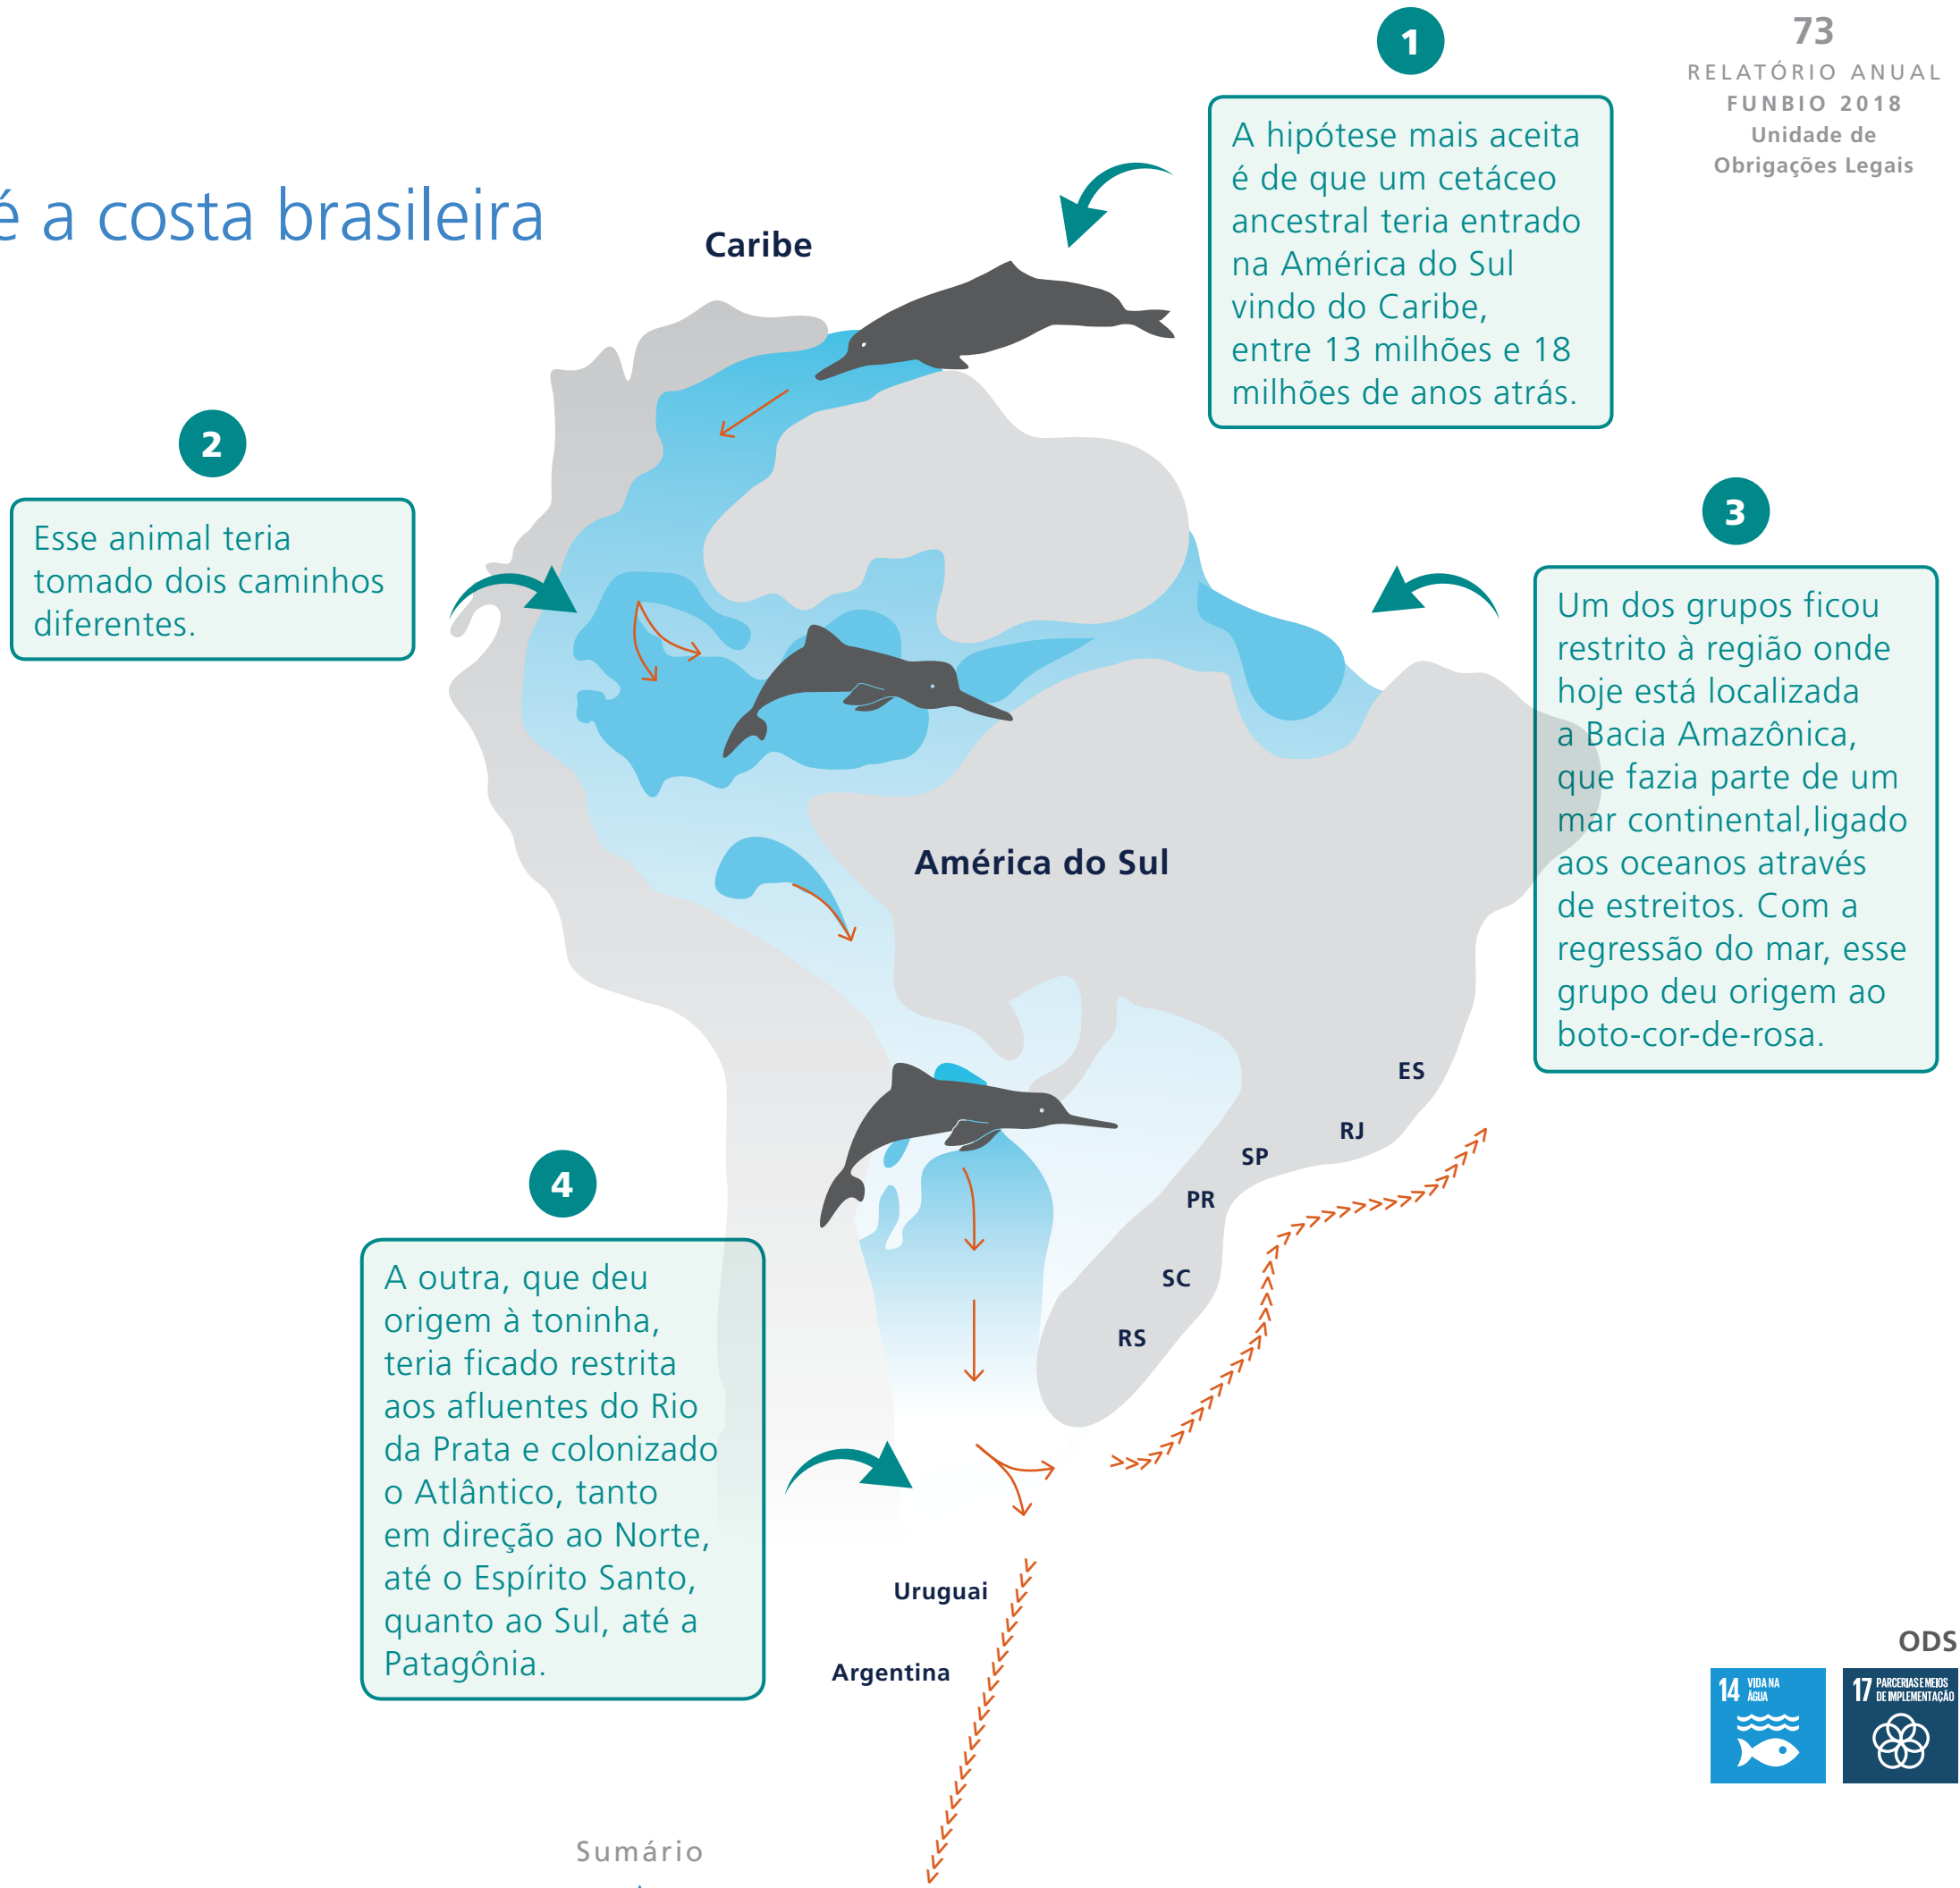 73
RELATÓRIO ANUAL
FUNBIO 2018
Unidade de
Obrigações Legais
é a costa brasileira
Caribe
1
A hipótese mais aceita
é de que um cetáceo
ancestral teria entrado
na América do Sul
vindo do Caribe,
entre 13 milhões e 18
milhões de anos atrás.
2
Esse animal teria
tomado dois caminhos
diferentes.
3
Um dos grupos ficou
restrito à região onde
hoje está localizada
a Bacia Amazônica,
que fazia parte de um
mar continental,ligado
aos oceanos através
de estreitos. Com a
regressão do mar, esse
grupo deu origem ao
boto-cor-de-rosa.
América do Sul
ES
RJ
SP
PR
SC
RS
4
A outra, que deu
origem à toninha,
teria ficado restrita
aos afluentes do Rio
da Prata e colonizado
o Atlântico, tanto
em direção ao Norte,
até o Espírito Santo,
quanto ao Sul, até a
Patagônia.
Uruguai
Argentina
ODS
14 VIDA NA
ÁGUA
17 PARCERIAS E MEIOS
DE IMPLEMENTAÇÃO
Sumário